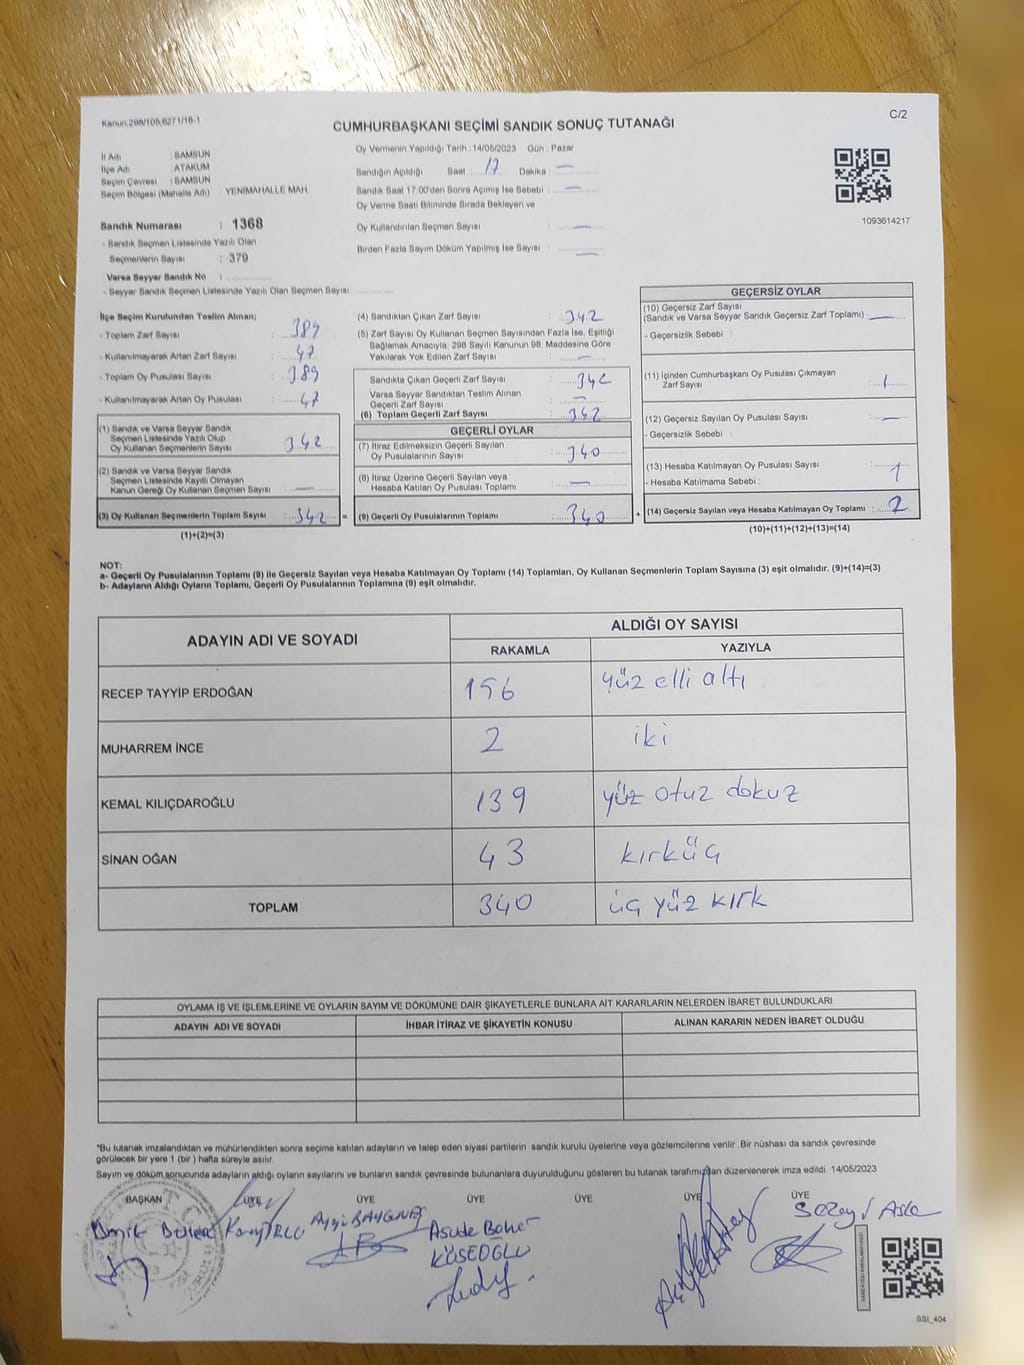 Kanun:298/105,6271/18-1
C/2
CUMHURBAŞKANI SEÇİMİ SANDIK SONUÇ TUTANAĞI
İl Adı : SAMSUN
İlçe Adı : ATAKUM
Seçim Çevresi : SAMSUN
Seçim Bölgesi (Mahalle Adı) : YENİMAHALLE MAH.
Sandık Numarası : 1368
- Sandık Seçmen Listesinde Yazılı Olan
Seçmenlerin Sayısı : 379
Varsa Seyyar Sandık No :
- Seyyar Sandık Seçmen Listesinde Yazılı Olan Seçmen Sayısı:
Oy Vermenin Yapıldığı Tarih : 14/05/2023 Gün : Pazar
Sandığın Açıldığı Saat : 17 Dakika : —
Sandık Saat 17:00'den Sonra Açılmış İse Sebebi : —
Oy Verme Saati Bitiminde Sırada Bekleyen ve
Oy Kullandırılan Seçmen Sayısı : —
Birden Fazla Sayım Döküm Yapılmış İse Sayısı : —
1093614217
İlçe Seçim Kurulundan Teslim Alınan;
- Toplam Zarf Sayısı : 389
- Kullanılmayarak Artan Zarf Sayısı : 47
- Toplam Oy Pusulası Sayısı : 389
- Kullanılmayarak Artan Oy Pusulası : 47
(1) Sandık ve Varsa Seyyar Sandık
Seçmen Listesinde Yazılı Olup
Oy Kullanan Seçmenlerin Sayısı : 342
(2) Sandık ve Varsa Seyyar Sandık
Seçmen Listesinde Kayıtlı Olmayan
Kanun Gereği Oy Kullanan Seçmen Sayısı : —
(3) Oy Kullanan Seçmenlerin Toplam Sayısı : 342 =
(1)+(2)=(3)
(4) Sandıktan Çıkan Zarf Sayısı : 342
(5) Zarf Sayısı Oy Kullanan Seçmen Sayısından Fazla İse, Eşitliği
Sağlamak Amacıyla, 298 Sayılı Kanunun 98. Maddesine Göre
Yakılarak Yok Edilen Zarf Sayısı : —
Sandıkta Çıkan Geçerli Zarf Sayısı : 342
Varsa Seyyar Sandıktan Teslim Alınan
Geçerli Zarf Sayısı : —
(6) Toplam Geçerli Zarf Sayısı : 342
GEÇERLİ OYLAR
(7) İtiraz Edilmeksizin Geçerli Sayılan
Oy Pusulalarının Sayısı : 340
(8) İtiraz Üzerine Geçerli Sayılan veya
Hesaba Katılan Oy Pusulası Toplamı : —
(9) Geçerli Oy Pusulalarının Toplamı : 340 +
GEÇERSİZ OYLAR
(10) Geçersiz Zarf Sayısı
(Sandık ve Varsa Seyyar Sandık Geçersiz Zarf Toplamı) : —
- Geçersizlik Sebebi :
(11) İçinden Cumhurbaşkanı Oy Pusulası Çıkmayan
Zarf Sayısı : 1
(12) Geçersiz Sayılan Oy Pusulası Sayısı : —
- Geçersizlik Sebebi :
(13) Hesaba Katılmayan Oy Pusulası Sayısı : 1
- Hesaba Katılmama Sebebi :
(14) Geçersiz Sayılan veya Hesaba Katılmayan Oy Toplamı : 2
(10)+(11)+(12)+(13)=(14)
NOT:
a- Geçerli Oy Pusulalarının Toplamı (9) ile Geçersiz Sayılan veya Hesaba Katılmayan Oy Toplamı (14) Toplamları, Oy Kullanan Seçmenlerin Toplam Sayısına (3) eşit olmalıdır. (9)+(14)=(3)
b- Adayların Aldığı Oyların Toplamı, Geçerli Oy Pusulalarının Toplamına (9) eşit olmalıdır.
ADAYIN ADI VE SOYADI ALDIĞI OY SAYISI
RAKAMLA YAZIYLA
RECEP TAYYİP ERDOĞAN 156 yüz elli altı
MUHARREM İNCE 2 iki
KEMAL KILIÇDAROĞLU 139 yüz otuz dokuz
SİNAN OĞAN 43 kırküç
TOPLAM 340 üç yüz kırk
OYLAMA İŞ VE İŞLEMLERİNE VE OYLARIN SAYIM VE DÖKÜMÜNE DAİR ŞİKAYETLERLE BUNLARA AİT KARARLARIN NELERDEN İBARET BULUNDUKLARI
ADAYIN ADI VE SOYADI İHBAR İTİRAZ VE ŞİKAYETİN KONUSU ALINAN KARARIN NEDEN İBARET OLDUĞU
*Bu tutanak imzalandıktan ve mühürlendikten sonra seçime katılan adayların ve talep eden siyasi partilerin sandık kurulu üyelerine veya gözlemcilerine verilir. Bir nüshası da sandık çevresinde
görülecek bir yere 1 (bir) hafta süreyle asılır.
Sayım ve döküm sonucunda adayların aldığı oyların sayılarını ve bunların sandık çevresinde bulunanlara duyurulduğunu gösteren bu tutanak tarafımızdan düzenlenerek imza edildi. 14/05/2023
BAŞKAN ÜYE ÜYE ÜYE ÜYE ÜYE ÜYE
KÖSEOĞLU
SSI_404